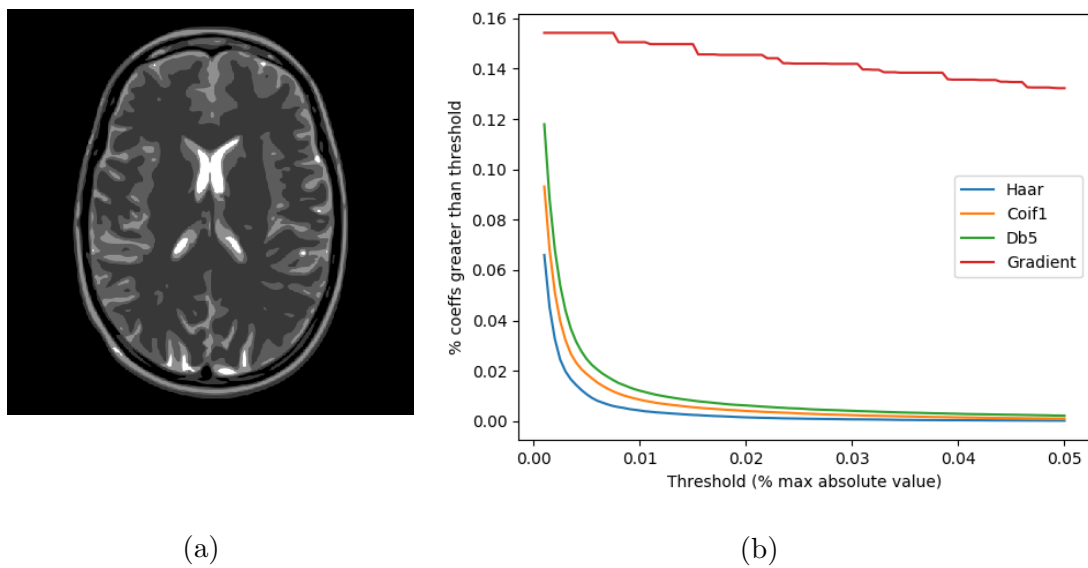 0.16
0.14
0.12
0.10
0.08
0.06
0.04
0.02
0.00
% coeffs greater than threshold
Haar
Coif1
Db5
Gradient
0.00 0.01 0.02 0.03 0.04 0.05
Threshold (% max absolute value)
(a) (b)